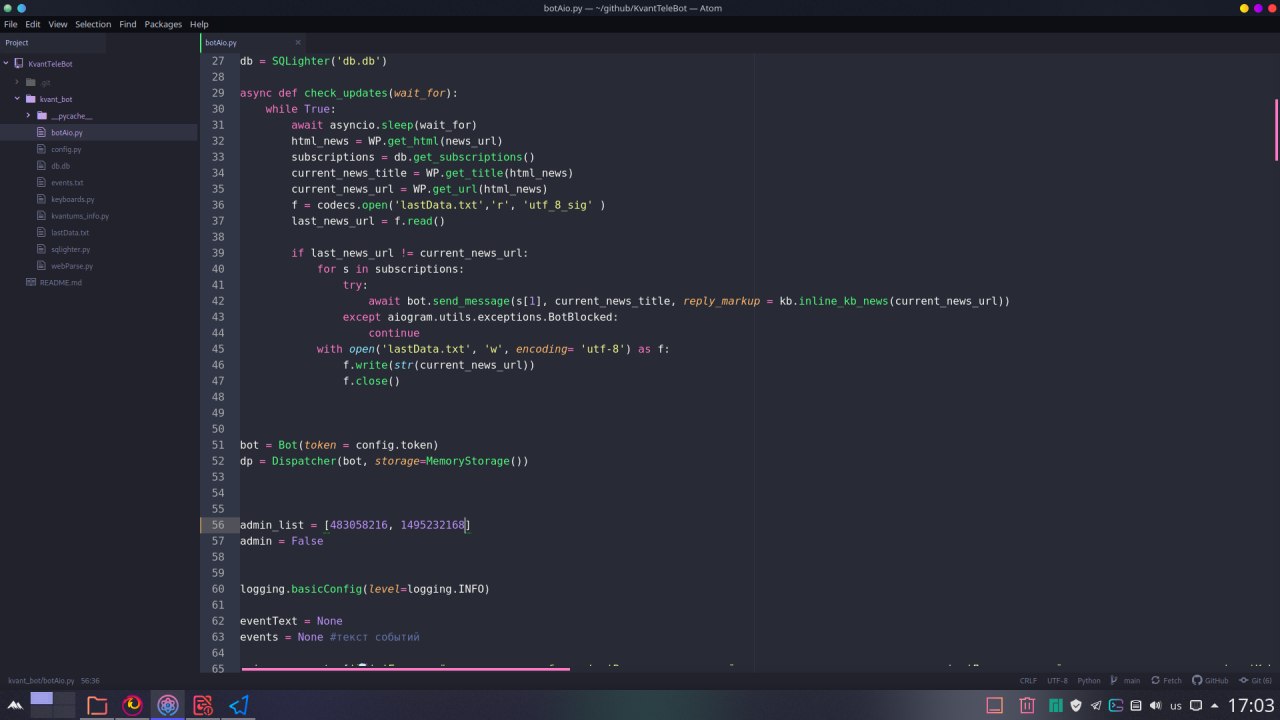 botAio.py — ~/github/KvantTeleBot — Atom
File Edit View Selection Find Packages Help
Project
KvantTeleBot
.git
kvant_bot
__pycache__
botAio.py
config.py
db.db
events.txt
keyboards.py
kvantums_info.py
lastData.txt
sqlighter.py
webParse.py
README.md
botAio.py
27 db = SQLighter('db.db')
28
29 async def check_updates(wait_for):
30 while True:
31 await asyncio.sleep(wait_for)
32 html_news = WP.get_html(news_url)
33 subscriptions = db.get_subscriptions()
34 current_news_title = WP.get_title(html_news)
35 current_news_url = WP.get_url(html_news)
36 f = codecs.open('lastData.txt','r', 'utf_8_sig' )
37 last_news_url = f.read()
38
39 if last_news_url != current_news_url:
40 for s in subscriptions:
41 try:
42 await bot.send_message(s[1], current_news_title, reply_markup = kb.inline_kb_news(current_news_url))
43 except aiogram.utils.exceptions.BotBlocked:
44 continue
45 with open('lastData.txt', 'w', encoding= 'utf-8') as f:
46 f.write(str(current_news_url))
47 f.close()
48
49
50
51 bot = Bot(token = config.token)
52 dp = Dispatcher(bot, storage=MemoryStorage())
53
54
55
56 admin_list = [483058216, 1495232168]
57 admin = False
58
59
60 logging.basicConfig(level=logging.INFO)
61
62 eventText = None
63 events = None #текст событий
64
65
kvant_bot/botAio.py 56:36
CRLF UTF-8 Python main Fetch GitHub Git (6)
us 17:03